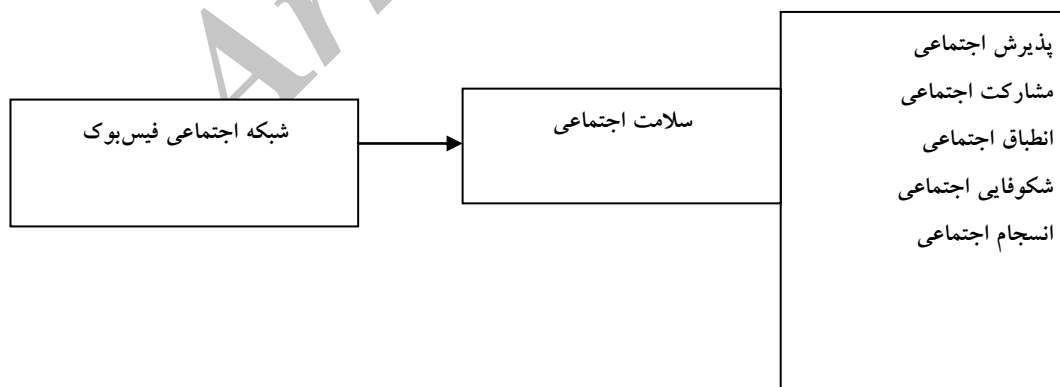 شبکه اجتماعی فیس‌بوک
سلامت اجتماعی
پذیرش اجتماعی
مشارکت اجتماعی
انطباق اجتماعی
شکوفایی اجتماعی
انسجام اجتماعی